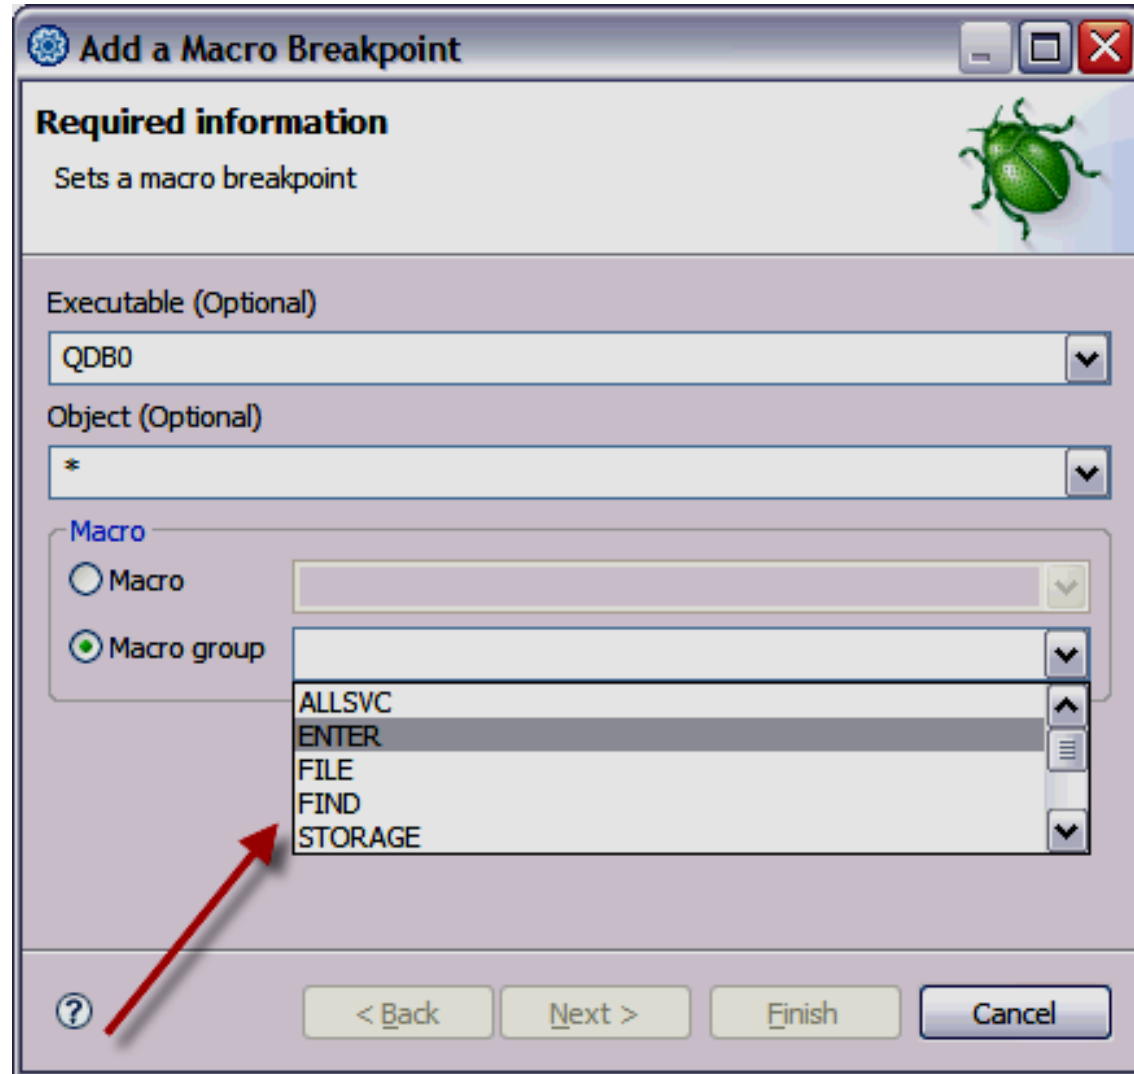 Add a Macro Breakpoint
Required information
Sets a macro breakpoint
Executable (Optional)
QDB0
Object (Optional)
*
Macro
Macro
Macro group
ALLSVC
ENTER
FILE
FIND
STORAGE
?
< Back Next > Finish Cancel